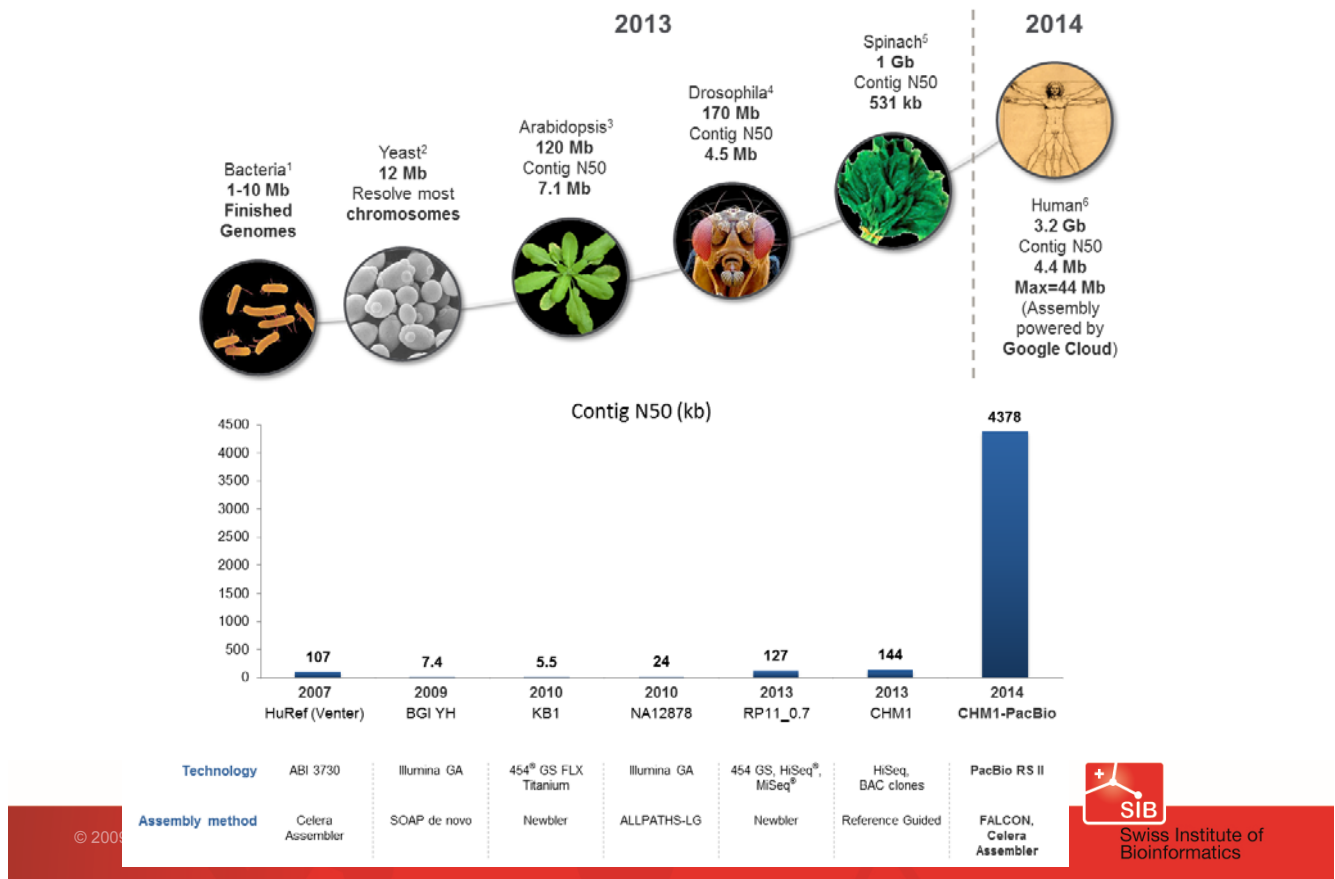 2013
2014
Bacteria¹
1-10 Mb
Finished
Genomes
Yeast²
12 Mb
Resolve most
chromosomes
Arabidopsis³
120 Mb
Contig N50
7.1 Mb
Drosophila⁴
170 Mb
Contig N50
4.5 Mb
Spinach⁵
1 Gb
Contig N50
531 kb
Human⁶
3.2 Gb
Contig N50
4.4 Mb
Max=44 Mb
(Assembly
powered by
Google Cloud)
Contig N50 (kb)
4500
4000
3500
3000
2500
2000
1500
1000
500
0
107
7.4
5.5
24
127
144
4378
2007
HuRef (Venter)
2009
BGI YH
2010
KB1
2010
NA12878
2013
RP11_0.7
2013
CHM1
2014
CHM1-PacBio
Technology
ABI 3730
Illumina GA
454® GS FLX
Titanium
Illumina GA
454 GS, HiSeq®,
MiSeq®
HiSeq,
BAC clones
PacBio RS II
Assembly method
Celera
Assembler
SOAP de novo
Newbler
ALLPATHS-LG
Newbler
Reference Guided
FALCON,
Celera
Assembler
© 2009
SIB
Swiss Institute of
Bioinformatics